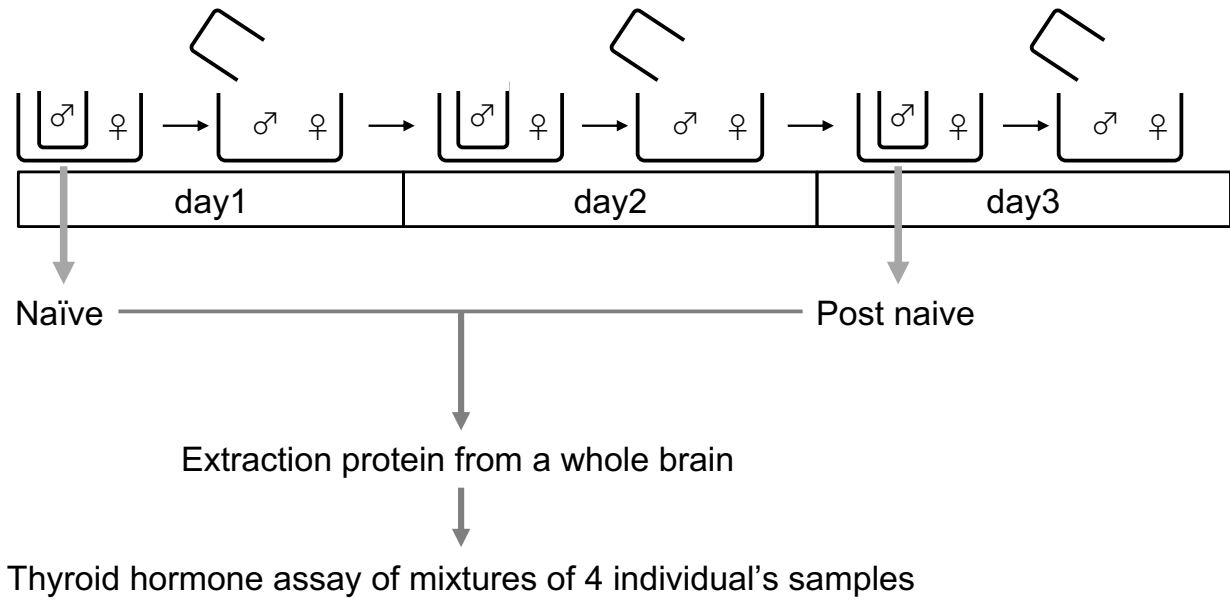 ♂ ♀ ♂ ♀ ♂ ♀ ♂ ♀ ♂ ♀ ♂ ♀
day1 day2 day3
Naïve Post naive
Extraction protein from a whole brain
Thyroid hormone assay of mixtures of 4 individual’s samples